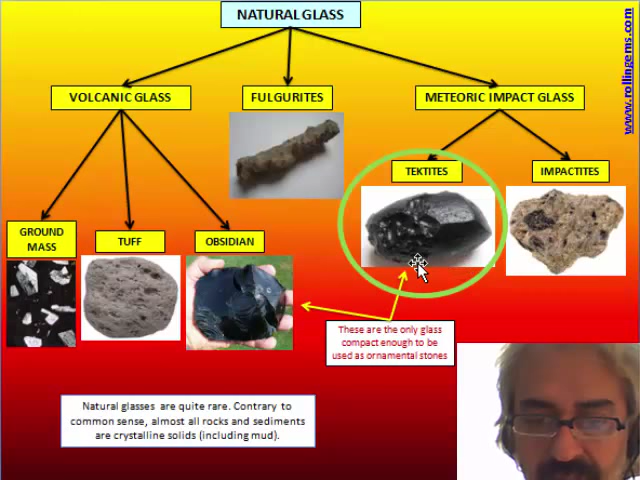 NATURAL GLASS
www.rollingems.com
VOLCANIC GLASS
FULGURITES
METEORIC IMPACT GLASS
TEKTITES
IMPACTITES
GROUND
MASS
TUFF
OBSIDIAN
These are the only glass
compact enough to be
used as ornamental stones
Natural glasses are quite rare. Contrary to
common sense, almost all rocks and sediments
are crystalline solids (including mud).